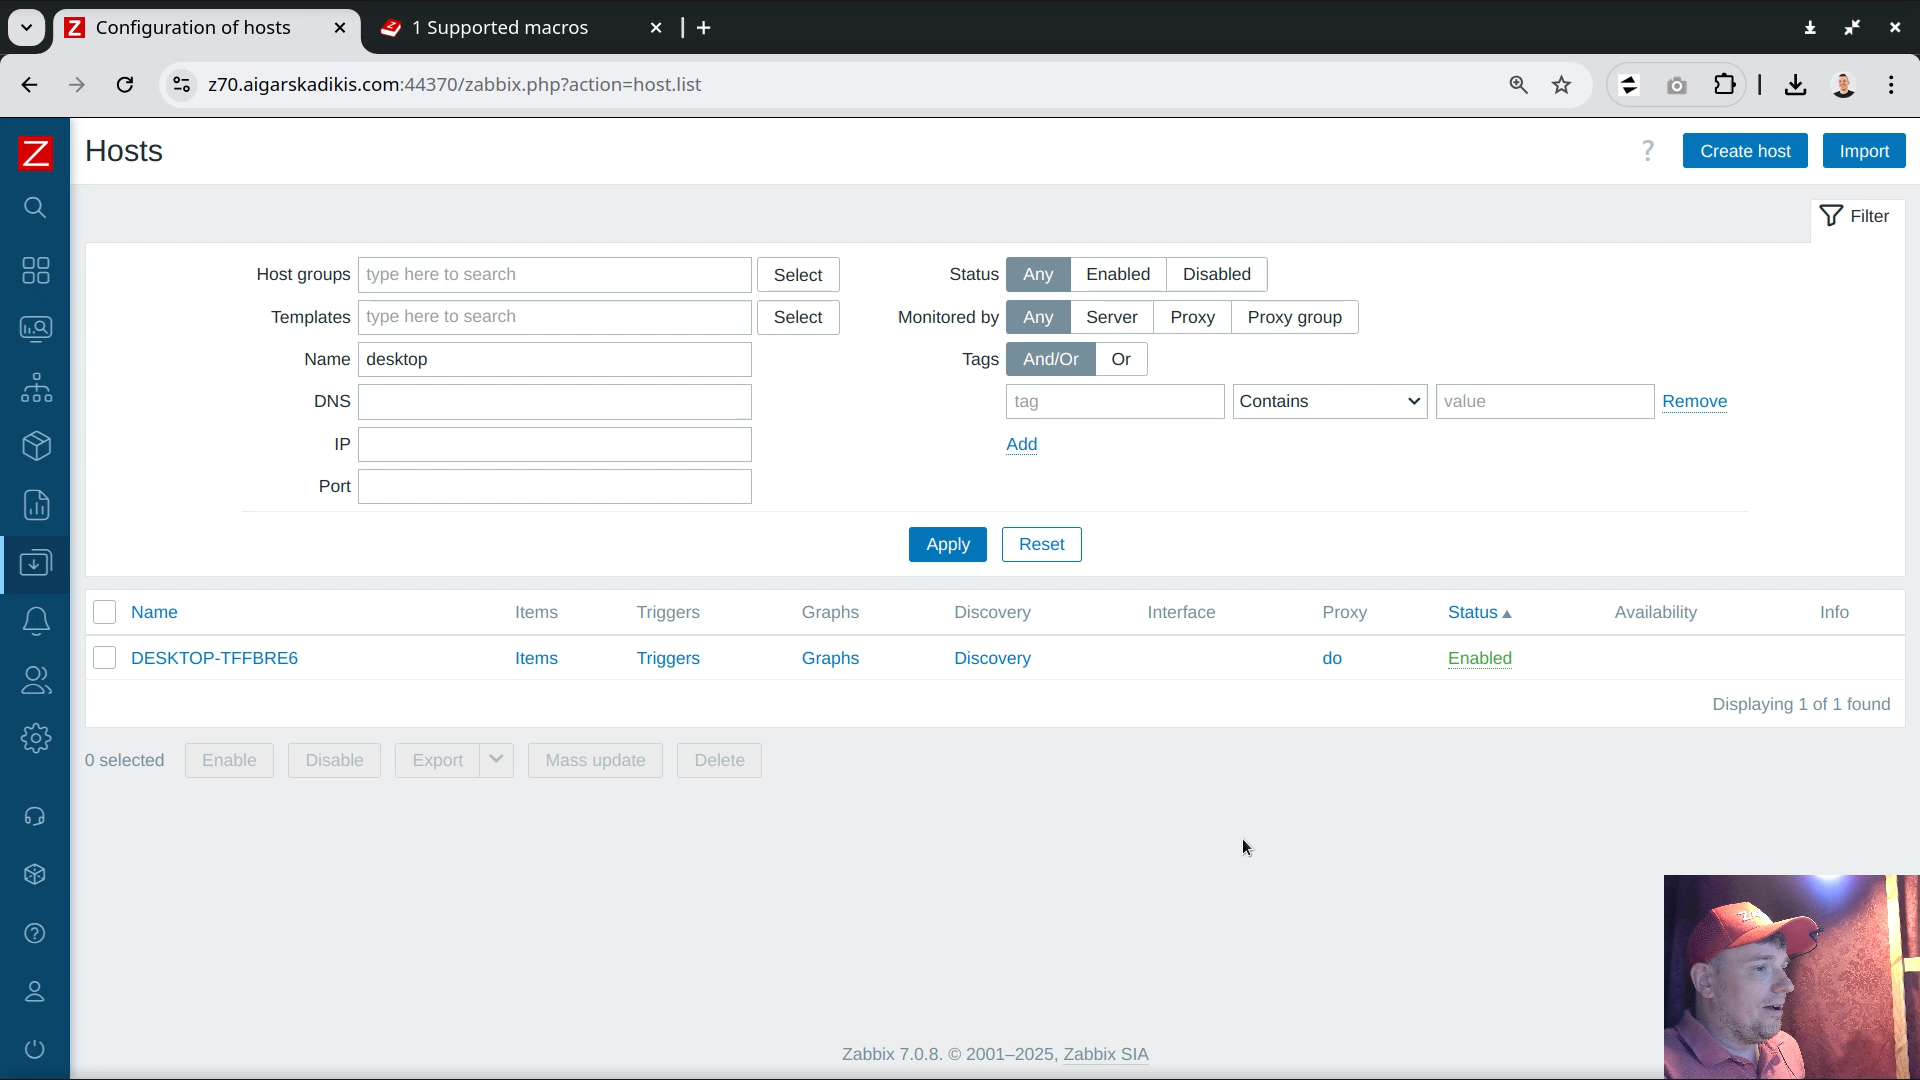 Configuration of hosts
1 Supported macros
z70.aigarskadikis.com:44370/zabbix.php?action=host.list
Z
Hosts
?
Create host
Import
Filter
Host groups
type here to search
Select
Status
Any
Enabled
Disabled
Templates
type here to search
Select
Monitored by
Any
Server
Proxy
Proxy group
Name
desktop
Tags
And/Or
Or
DNS
tag
Contains
value
Remove
IP
Add
Port
Apply
Reset
Name
Items
Triggers
Graphs
Discovery
Interface
Proxy
Status
Availability
Info
DESKTOP-TFFBRE6
Items
Triggers
Graphs
Discovery
do
Enabled
Displaying 1 of 1 found
0 selected
Enable
Disable
Export
Mass update
Delete
Zabbix 7.0.8. © 2001–2025, Zabbix SIA